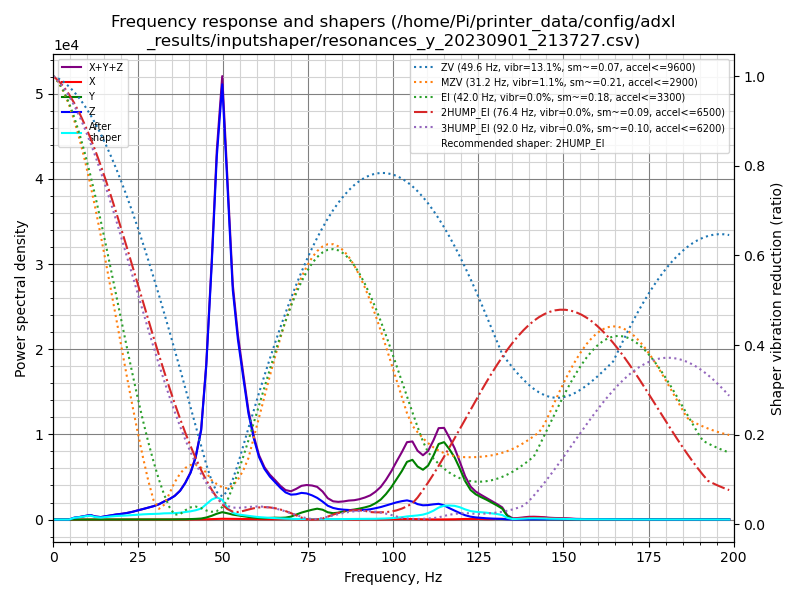 Frequency response and shapers (/home/Pi/printer_data/config/adxl
_results/inputshaper/resonances_y_20230901_213727.csv)
1e4
X+Y+Z
X
Y
Z
After
shaper
ZV (49.6 Hz, vibr=13.1%, sm~=0.07, accel<=9600)
MZV (31.2 Hz, vibr=1.1%, sm~=0.21, accel<=2900)
EI (42.0 Hz, vibr=0.0%, sm~=0.18, accel<=3300)
2HUMP_EI (76.4 Hz, vibr=0.0%, sm~=0.09, accel<=6500)
3HUMP_EI (92.0 Hz, vibr=0.0%, sm~=0.10, accel<=6200)
Recommended shaper: 2HUMP_EI
Power spectral density
5
4
3
2
1
0
1.0
0.8
0.6
0.4
0.2
0.0
Shaper vibration reduction (ratio)
0 25 50 75 100 125 150 175 200
Frequency, Hz